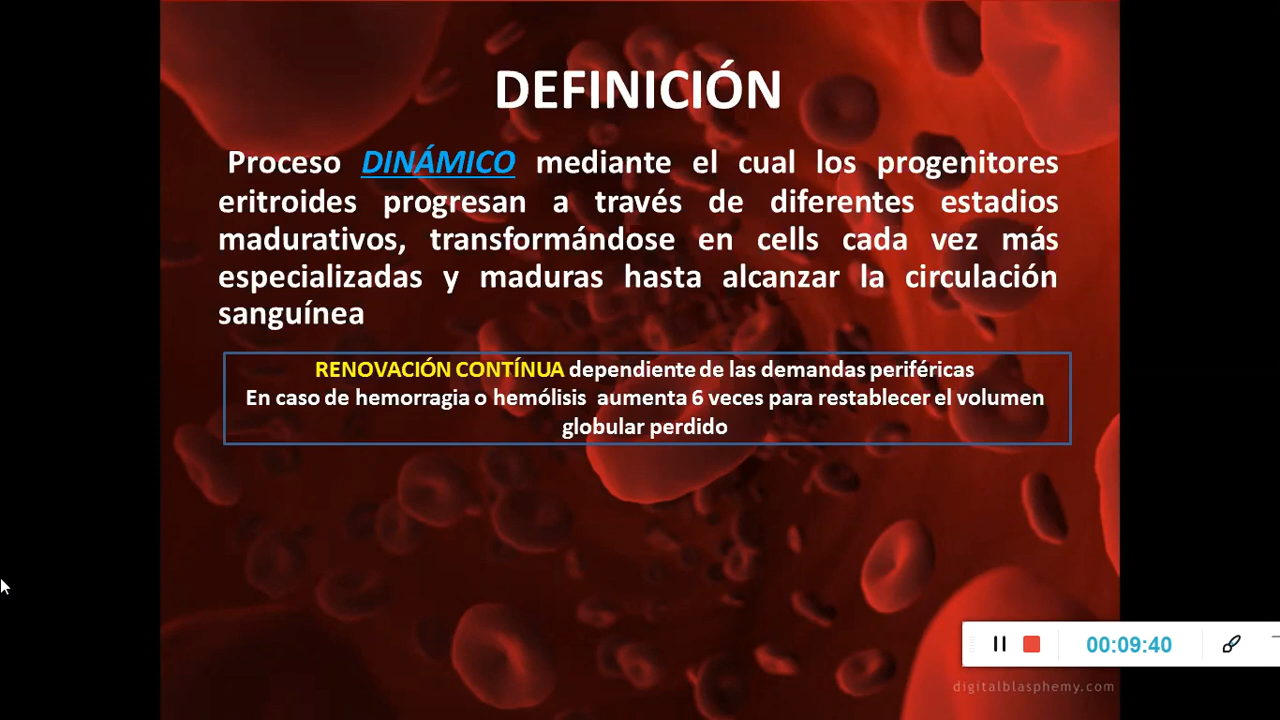 DEFINICIÓN
Proceso DINÁMICO mediante el cual los progenitores
eritroides progresan a través de diferentes estadios
madurativos, transformándose en cells cada vez más
especializadas y maduras hasta alcanzar la circulación
sanguínea
RENOVACIÓN CONTÍNUA dependiente de las demandas periféricas
En caso de hemorragia o hemólisis aumenta 6 veces para restablecer el volumen
globular perdido
00:09:40
digitalblasphemy.com